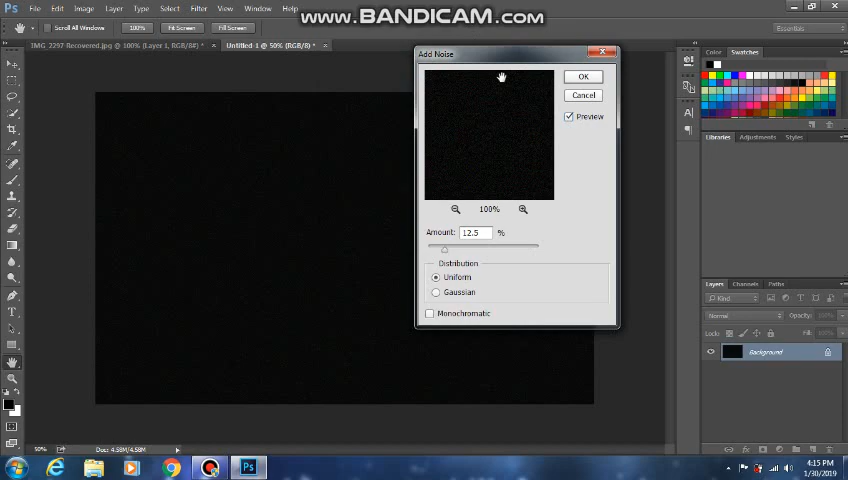 WWW.BANDICAM.COM
Ps File Edit Image Layer Type Select Filter View Window Help
Scroll All Windows 100% Fit Screen Fill Screen Essentials
IMG_2297 Recovered.jpg @ 100% (Layer 1, RGB/8#) * × Untitled-1 @ 50% (RGB/8) * ×
Add Noise
OK
Cancel
Preview
100%
Amount: 12.5 %
Distribution
Uniform
Gaussian
Monochromatic
Color Swatches
Libraries Adjustments Styles
Layers Channels Paths
Kind
Normal Opacity: 100%
Lock: Fill: 100%
Background
50% Doc: 4.58M/4.58M
Ps
4:15 PM
1/30/2019